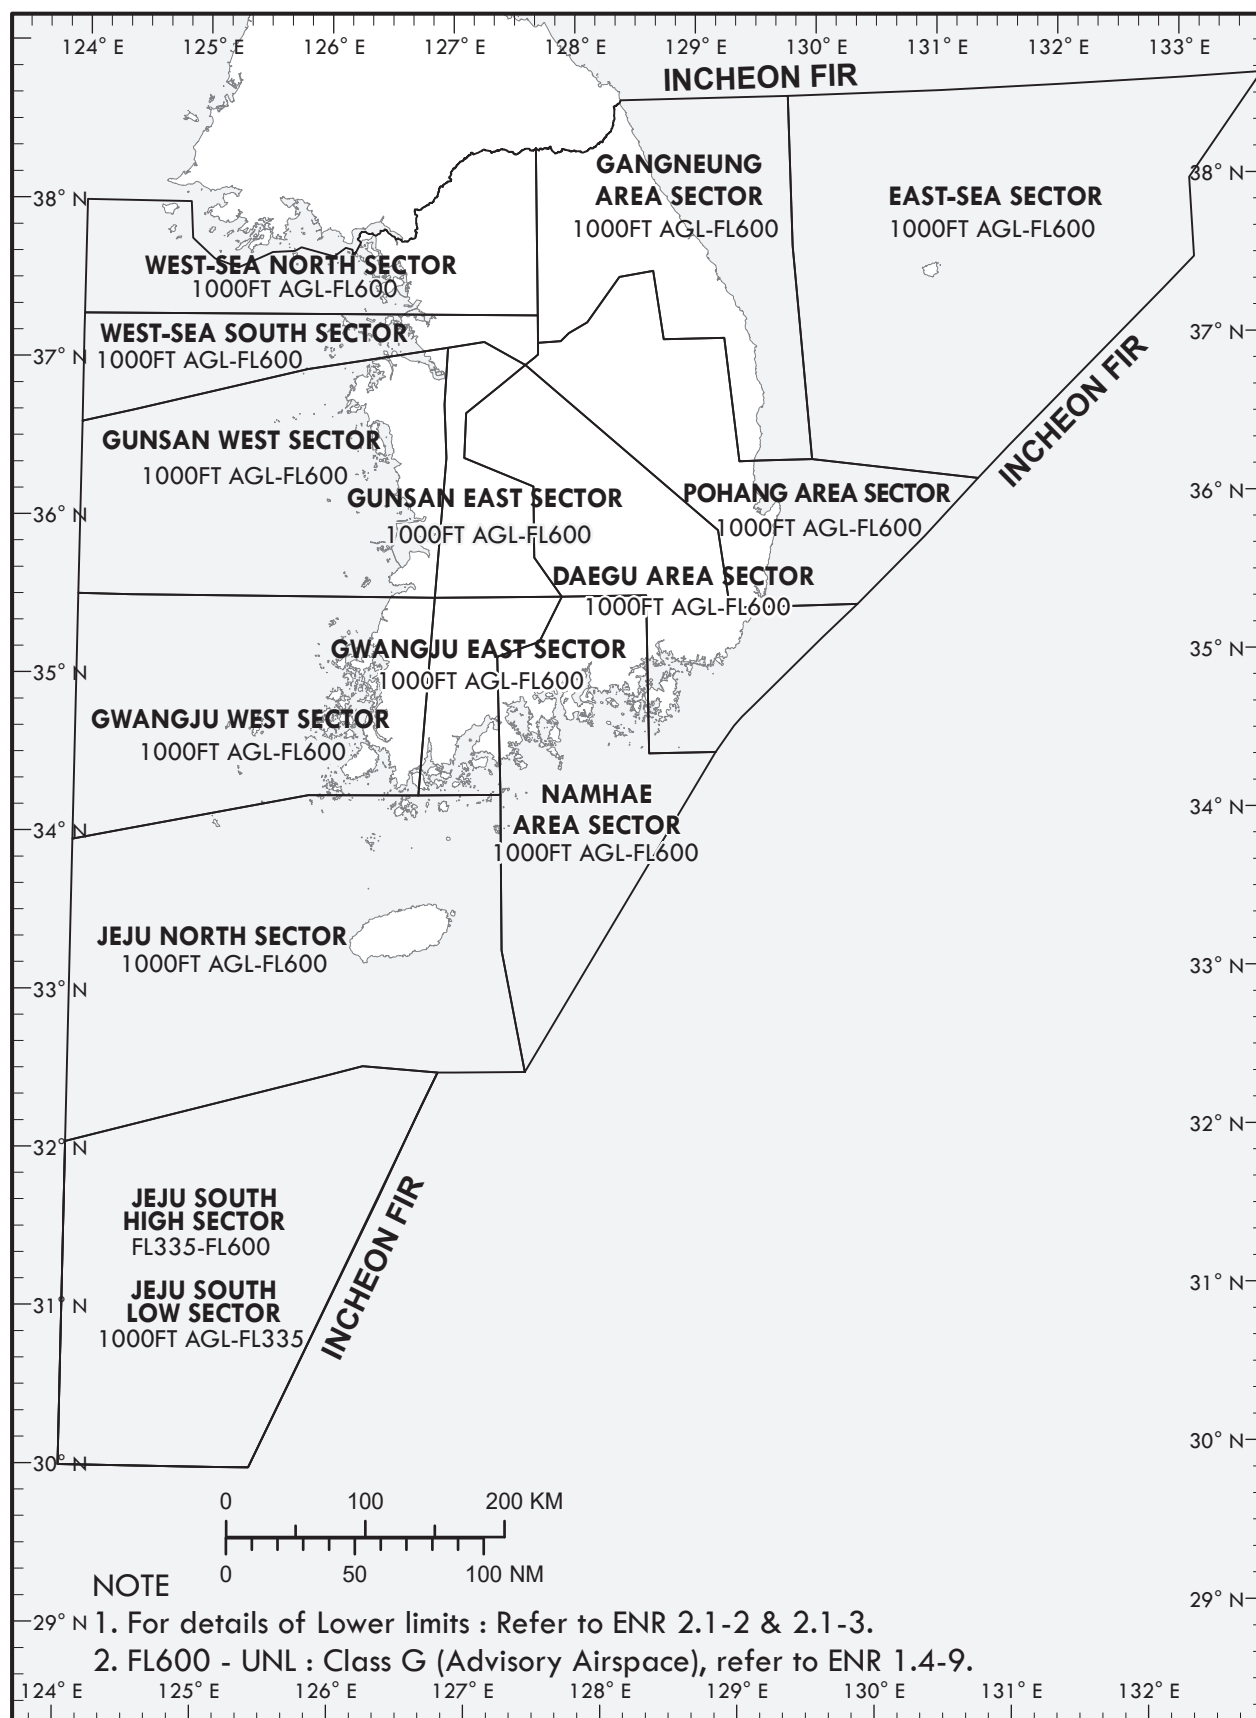 124° E 125° E 126° E 127° E 128° E 129° E 130° E 131° E 132° E 133° E
INCHEON FIR
GANGNEUNG
AREA SECTOR
1000FT AGL-FL600
38° N
38° N
EAST-SEA SECTOR
1000FT AGL-FL600
WEST-SEA NORTH SECTOR
1000FT AGL-FL600
WEST-SEA SOUTH SECTOR
1000FT AGL-FL600
37° N
37° N
INCHEON FIR
GUNSAN WEST SECTOR
1000FT AGL-FL600
GUNSAN EAST SECTOR
1000FT AGL-FL600
POHANG AREA SECTOR
1000FT AGL-FL600
36° N
36° N
DAEGU AREA SECTOR
1000FT AGL-FL600
GWANGJU EAST SECTOR
1000FT AGL-FL600
35° N
35° N
GWANGJU WEST SECTOR
1000FT AGL-FL600
NAMHAE
AREA SECTOR
1000FT AGL-FL600
34° N
34° N
JEJU NORTH SECTOR
1000FT AGL-FL600
33° N
33° N
32° N
32° N
JEJU SOUTH
HIGH SECTOR
FL335-FL600
INCHEON FIR
JEJU SOUTH
LOW SECTOR
1000FT AGL-FL335
31° N
31° N
30° N
30° N
0 100 200 KM
0 50 100 NM
NOTE
29° N
29° N
1. For details of Lower limits : Refer to ENR 2.1-2 & 2.1-3.
2. FL600 - UNL : Class G (Advisory Airspace), refer to ENR 1.4-9.
124° E 125° E 126° E 127° E 128° E 129° E 130° E 131° E 132° E